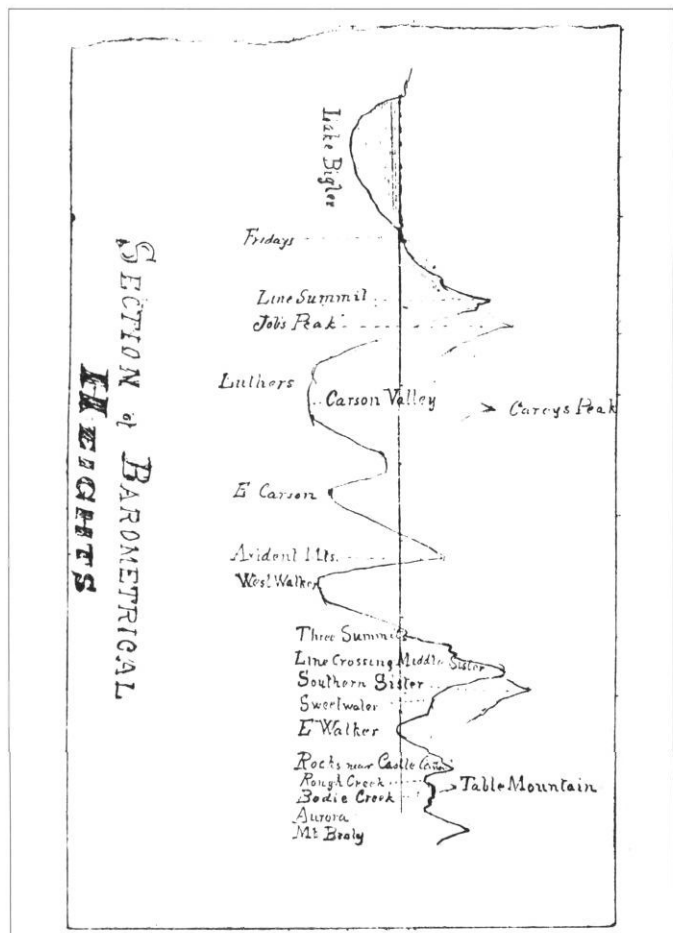 SECTION of BAROMETRICAL
HEIGHTS
Lake Bigler
Fridays
Line Summit
Job's Peak
Luthers
Carson Valley
Careys Peak
E Carson
Arident Mts.
West Walker
Three Summits
Line Crossing Middle Sister
Southern Sister
Sweetwater
E Walker
Rocks near Castle
Rough Creek
Table Mountain
Bodie Creek
Aurora
Mt Braly